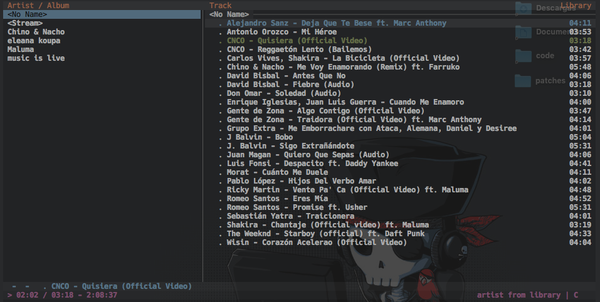 Artist / Album
Track
Library
<No Name>
<Stream>
Chino & Nacho
eleana koupa
Maluma
music is live
<No Name>
. Alejandro Sanz - Deja Que Te Bese ft. Marc Anthony 04:11
. Antonio Orozco - Mi Héroe 03:53
. CNCO - Quisiera (Official Video) 03:18
. CNCO - Reggaetón Lento (Bailemos) 03:42
. Carlos Vives, Shakira - La Bicicleta (Official Video) 03:57
. Chino & Nacho - Me Voy Enamorando (Remix) ft. Farruko 05:48
. David Bisbal - Antes Que No 04:06
. David Bisbal - Fiebre (Audio) 03:18
. Don Omar - Soledad (Audio) 03:10
. Enrique Iglesias, Juan Luis Guerra - Cuando Me Enamoro 04:00
. Gente de Zona - Algo Contigo (Official Video) 03:47
. Gente de Zona - Traidora (Official Video) ft. Marc Anthony 04:14
. Grupo Extra - Me Emborrachare con Ataca, Alemana, Daniel y Desiree 04:01
. J Balvin - Bobo 05:04
. J. Balvin - Sigo Extrañándote 05:31
. Juan Magan - Quiero Que Sepas (Audio) 04:06
. Luis Fonsi - Despacito ft. Daddy Yankee 04:41
. Morat - Cuánto Me Duele 04:11
. Pablo López - Hijos Del Verbo Amar 04:02
. Ricky Martin - Vente Pa' Ca (Official Video) ft. Maluma 04:48
. Romeo Santos - Eres Mía 04:52
. Romeo Santos - Promise ft. Usher 05:31
. Sebastián Yatra - Traicionera 04:01
. Shakira - Chantaje (Official Video) ft. Maluma 03:19
. The Weeknd - Starboy (official) ft. Daft Punk 04:33
. Wisin - Corazón Acelerao (Official Video) 04:04
Descargas
code
patches
- - . CNCO - Quisiera (Official Video)
> 02:02 / 03:18 - 2:08:37
artist from library | C